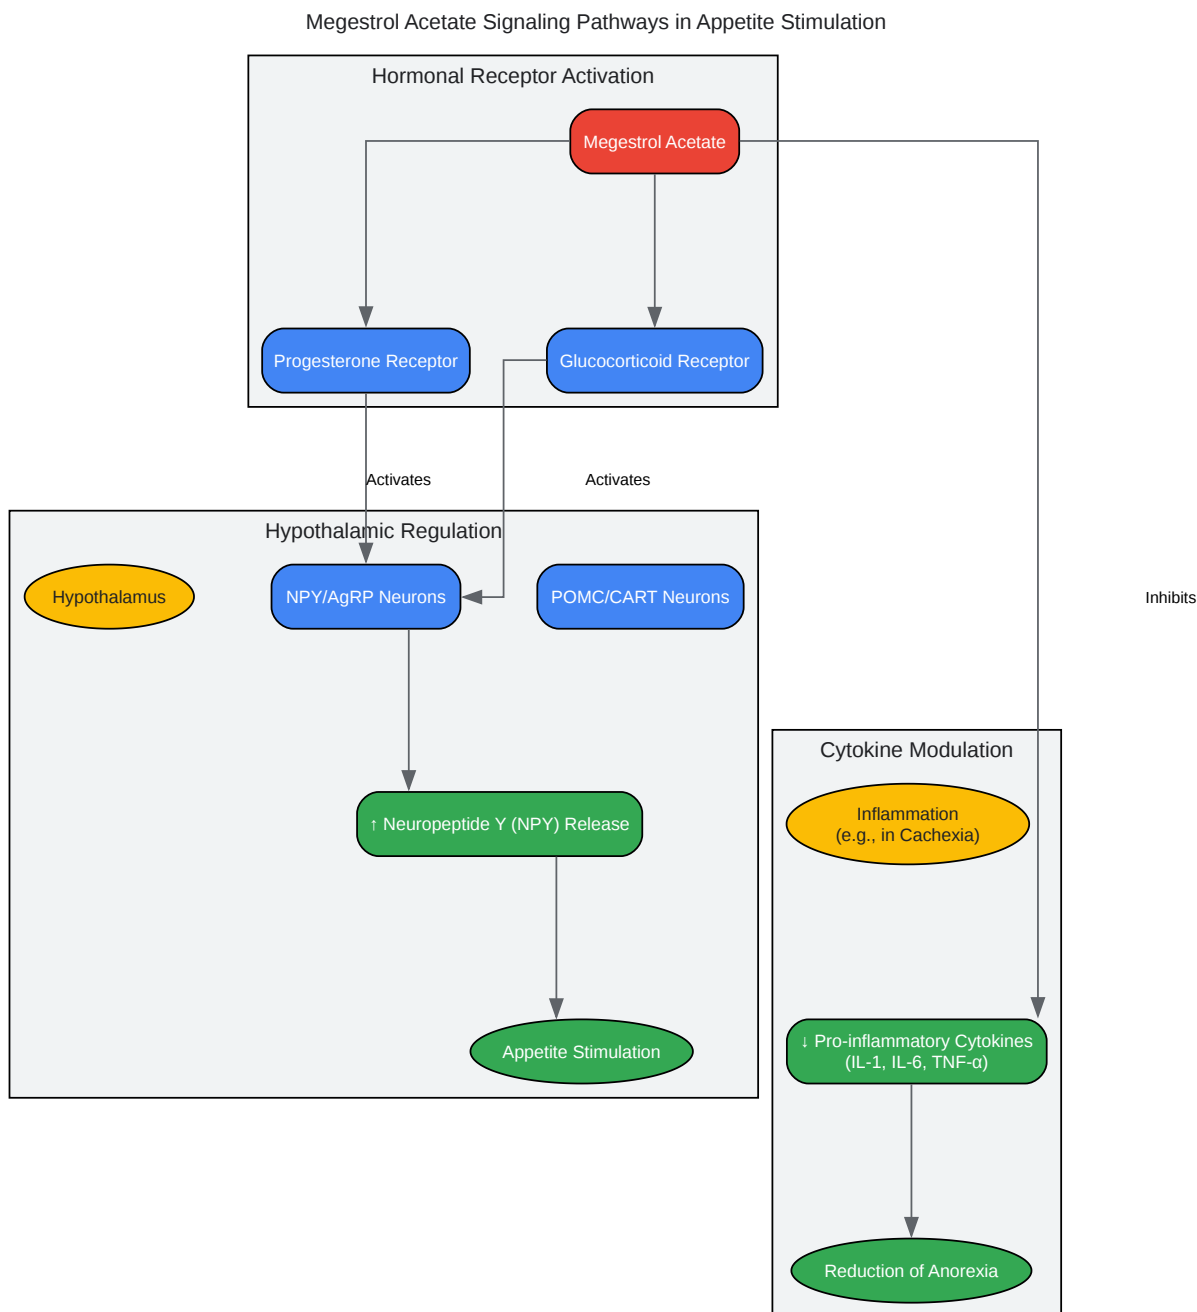 Megestrol Acetate Signaling Pathways in Appetite Stimulation
Hormonal Receptor Activation
Megestrol Acetate
Progesterone Receptor
Glucocorticoid Receptor
Activates
Activates
Hypothalamic Regulation
Hypothalamus
NPY/AgRP Neurons
POMC/CART Neurons
Inhibits
↑ Neuropeptide Y (NPY) Release
Appetite Stimulation
Cytokine Modulation
Inflammation
(e.g., in Cachexia)
↓ Pro-inflammatory Cytokines
(IL-1, IL-6, TNF-α)
Reduction of Anorexia